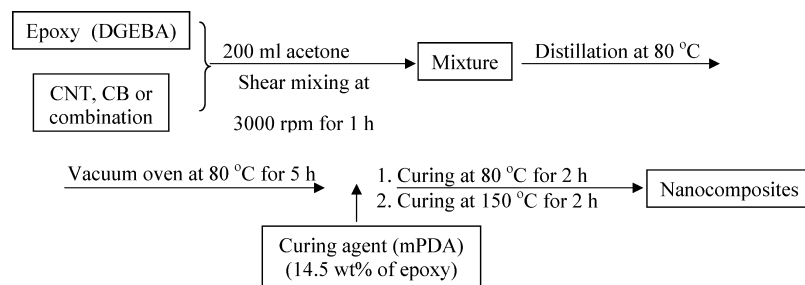 Epoxy (DGEBA)
CNT, CB or
combination
200 ml acetone
Shear mixing at
3000 rpm for 1 h
Mixture
Distillation at 80 °C
Vacuum oven at 80 °C for 5 h
1. Curing at 80 °C for 2 h
2. Curing at 150 °C for 2 h
Nanocomposites
Curing agent (mPDA)
(14.5 wt% of epoxy)